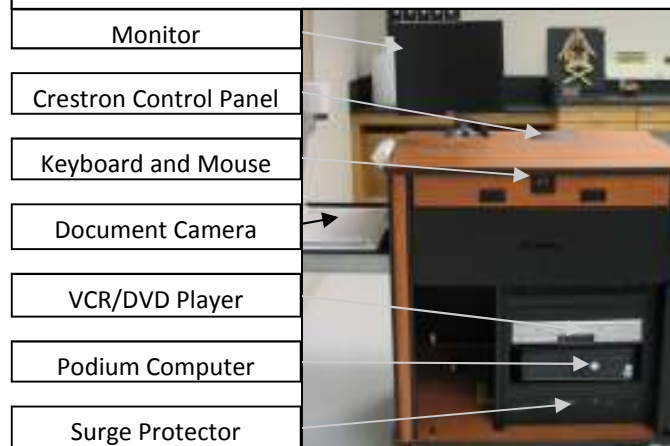 Monitor
Crestron Control Panel
Keyboard and Mouse
Document Camera
VCR/DVD Player
Podium Computer
Surge Protector